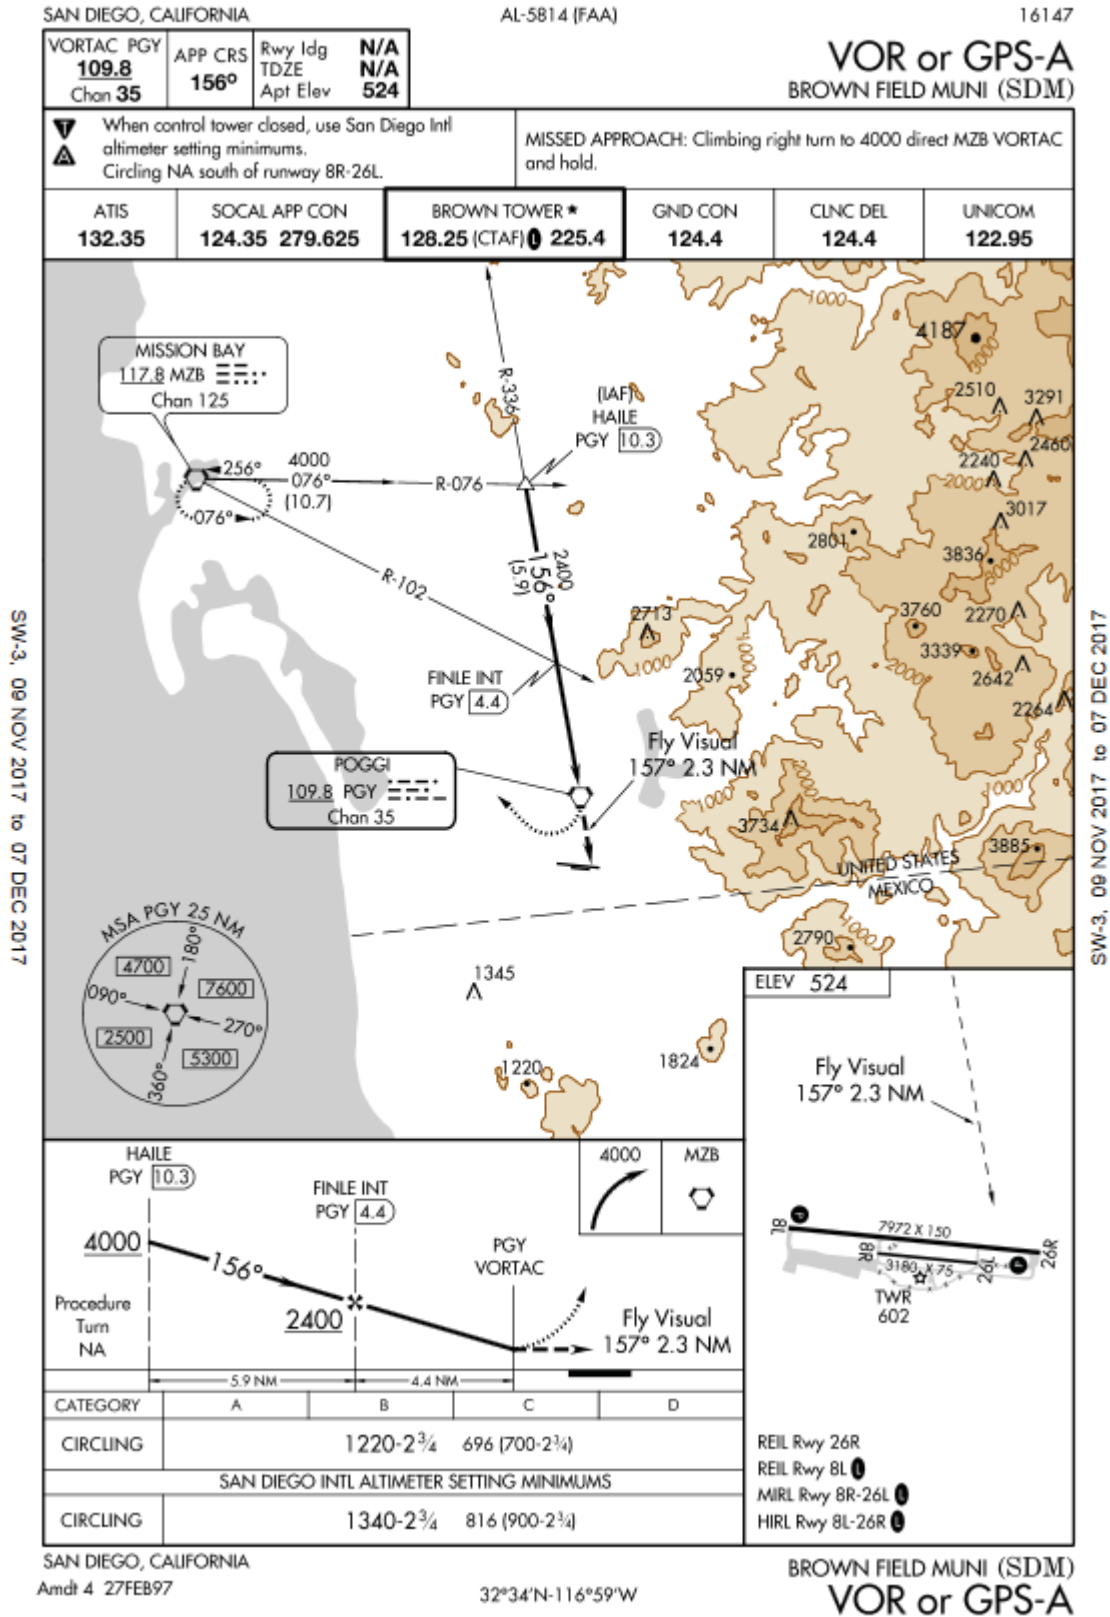 SAN DIEGO, CALIFORNIA
AL-5814 (FAA)
16147
VORTAC PGY
109.8
Chan 35
APP CRS
156°
Rwy ldg N/A
TDZE N/A
Apt Elev 524
VOR or GPS-A
BROWN FIELD MUNI (SDM)
T
A
When control tower closed, use San Diego Intl
altimeter setting minimums.
Circling NA south of runway 8R-26L.
MISSED APPROACH: Climbing right turn to 4000 direct MZB VORTAC
and hold.
ATIS
132.35
SOCAL APP CON
124.35 279.625
BROWN TOWER ★
128.25 (CTAF) L 225.4
GND CON
124.4
CLNC DEL
124.4
UNICOM
122.95
1000
4187
1000
MISSION BAY
117.8 MZB
Chan 125
R-336
(IAF)
HAILE
PGY 10.3
2510
3291
2460
2240
2000
256°
4000
076°
(10.7)
R-076
076°
3017
2801
3836
1000
R-102
2400
156°
(5.9)
2713
1000
3760
2270
3339
2000
2642
2059
1000
2264
FINLE INT
PGY 4.4
Fly Visual
157° 2.3 NM
POGGI
109.8 PGY
Chan 35
1000
1000
3734
3885
UNITED STATES
MEXICO
1000
2790
MSA PGY 25 NM
180°
4700
7600
090°
270°
2500
5300
360°
1345
1220
1824
ELEV 524
Fly Visual
157° 2.3 NM
8L
7972 X 150
26R
8R
3180 X 75
26L
P
P
TWR
602
HAILE
PGY 10.3
FINLE INT
PGY 4.4
4000
MZB
4000
156°
2400
PGY
VORTAC
Procedure
Turn
NA
Fly Visual
157° 2.3 NM
5.9 NM
4.4 NM
CATEGORY A B C D
CIRCLING 1220-2¾ 696 (700-2¾)
SAN DIEGO INTL ALTIMETER SETTING MINIMUMS
CIRCLING 1340-2¾ 816 (900-2¾)
REIL Rwy 26R
REIL Rwy 8L L
MIRL Rwy 8R-26L L
HIRL Rwy 8L-26R L
SAN DIEGO, CALIFORNIA
Amdt 4 27FEB97
32°34'N-116°59'W
BROWN FIELD MUNI (SDM)
VOR or GPS-A
SW-3, 09 NOV 2017 to 07 DEC 2017
SW-3, 09 NOV 2017 to 07 DEC 2017